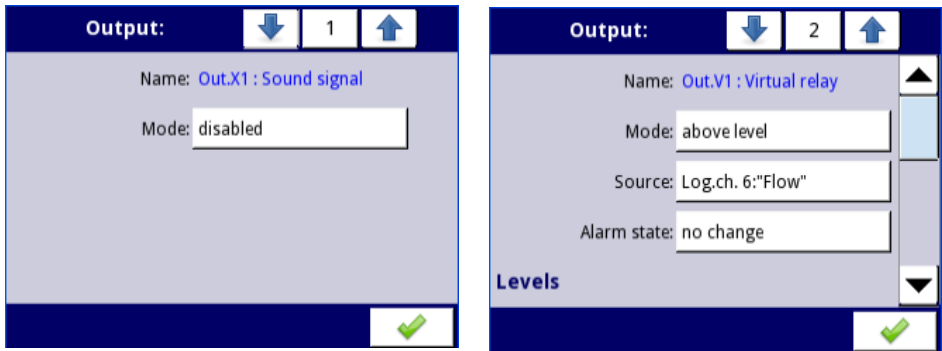 Output:
1
Name: Out.X1 : Sound signal
Mode: disabled
Output:
2
Name: Out.V1 : Virtual relay
Mode: above level
Source: Log.ch. 6:"Flow"
Alarm state: no change
Levels